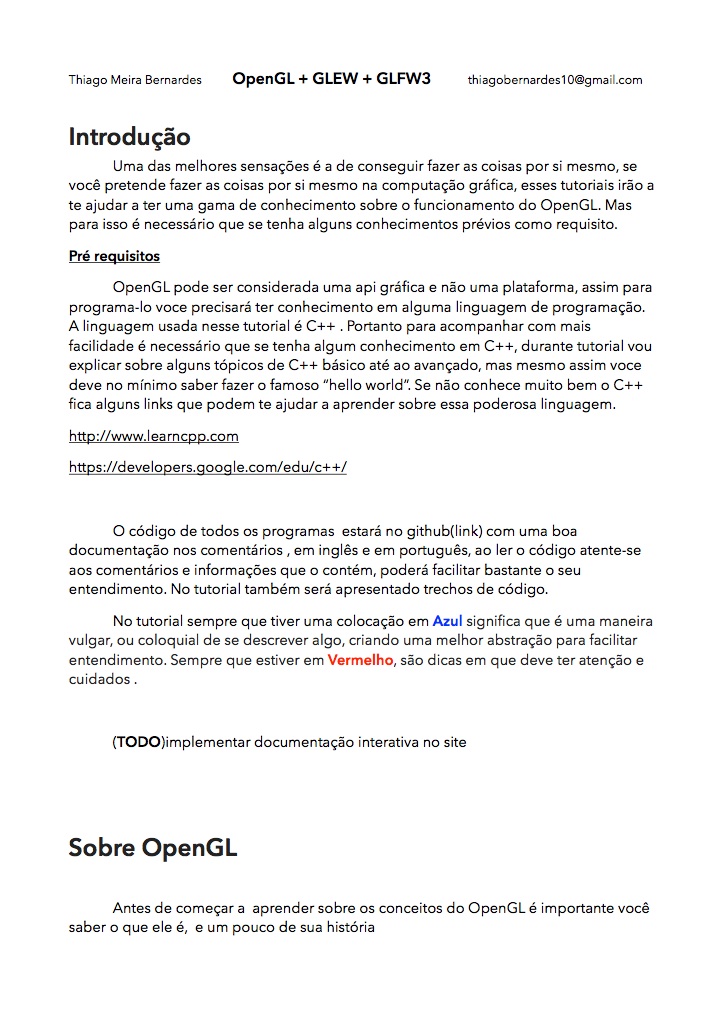 Thiago Meira Bernardes OpenGL + GLEW + GLFW3 thiagobernardes10@gmail.com
Introdução
Uma das melhores sensações é a de conseguir fazer as coisas por si mesmo, se
você pretende fazer as coisas por si mesmo na computação gráfica, esses tutoriais irão a
te ajudar a ter uma gama de conhecimento sobre o funcionamento do OpenGL. Mas
para isso é necessário que se tenha alguns conhecimentos prévios como requisito.
Pré requisitos
OpenGL pode ser considerada uma api gráfica e não uma plataforma, assim para
programa-lo voce precisará ter conhecimento em alguma linguagem de programação.
A linguagem usada nesse tutorial é C++ . Portanto para acompanhar com mais
facilidade é necessário que se tenha algum conhecimento em C++, durante tutorial vou
explicar sobre alguns tópicos de C++ básico até ao avançado, mas mesmo assim voce
deve no mínimo saber fazer o famoso “hello world“. Se não conhece muito bem o C++
fica alguns links que podem te ajudar a aprender sobre essa poderosa linguagem.
http://www.learncpp.com
https://developers.google.com/edu/c++/
O código de todos os programas estará no github(link) com uma boa
documentação nos comentários , em inglês e em português, ao ler o código atente-se
aos comentários e informações que o contém, poderá facilitar bastante o seu
entendimento. No tutorial também será apresentado trechos de código.
No tutorial sempre que tiver uma colocação em Azul significa que é uma maneira
vulgar, ou coloquial de se descrever algo, criando uma melhor abstração para facilitar
entendimento. Sempre que estiver em Vermelho, são dicas em que deve ter atenção e
cuidados .
(TODO)implementar documentação interativa no site
Sobre OpenGL
Antes de começar a aprender sobre os conceitos do OpenGL é importante você
saber o que ele é, e um pouco de sua história